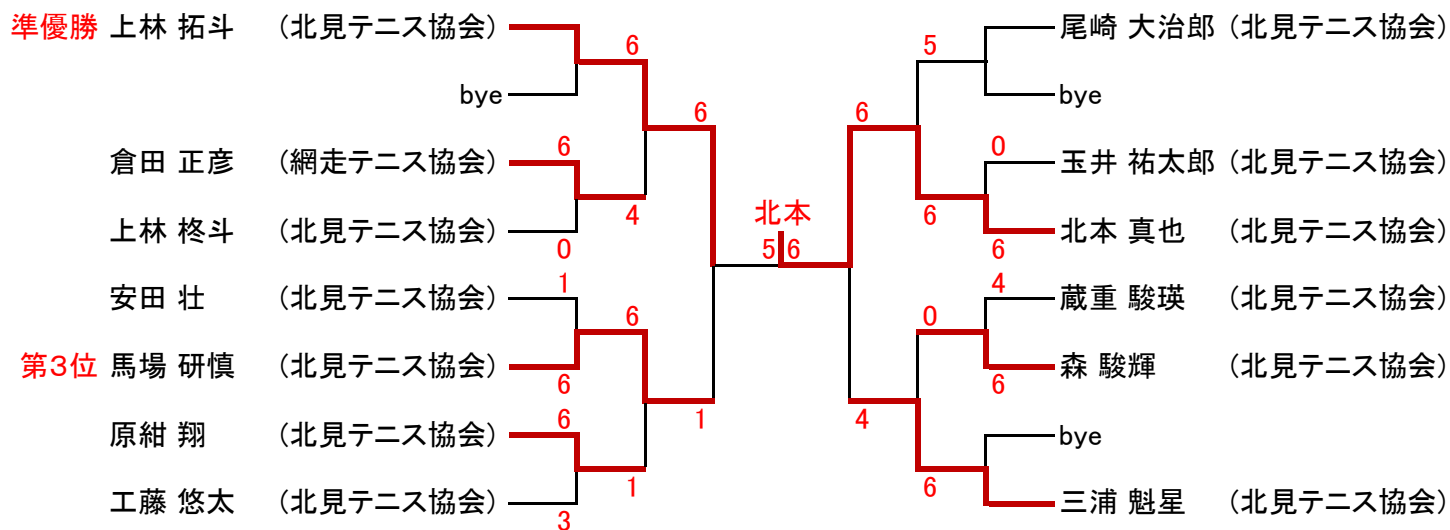 準優勝 上林 拓斗 (北見テニス協会)
6
bye
6
倉田 正彦 (網走テニス協会)
6
4
上林 柊斗 (北見テニス協会)
0
安田 壮 (北見テニス協会)
1
6
第3位 馬場 研慎 (北見テニス協会)
6
1
原紺 翔 (北見テニス協会)
6
1
工藤 悠太 (北見テニス協会)
3
北本
5 6
尾崎 大治郎 (北見テニス協会)
5
bye
6
玉井 祐太郎 (北見テニス協会)
0
6
北本 真也 (北見テニス協会)
6
蔵重 駿瑛 (北見テニス協会)
4
0
森 駿輝 (北見テニス協会)
6
4
bye
6
三浦 魁星 (北見テニス協会)